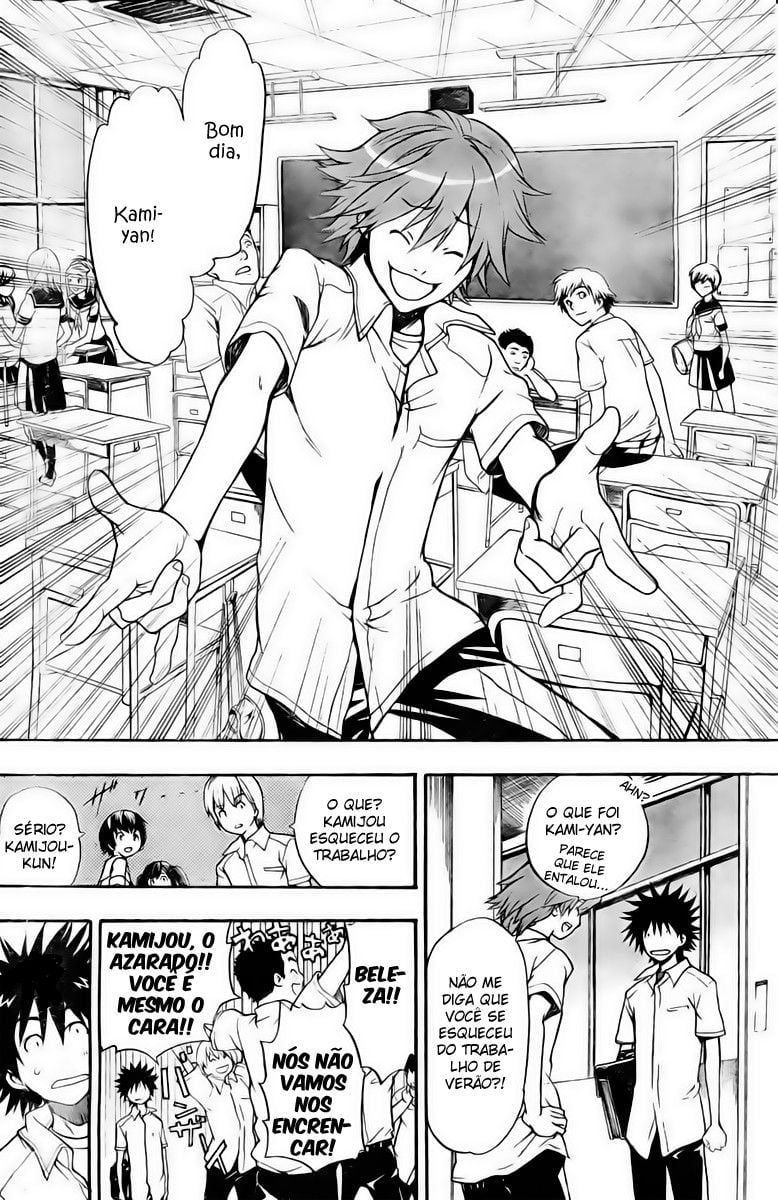 Bom
dia,
Kami-
yan!
AHN?
O QUE FOI
KAMI-YAN?
PARECE
QUE ELE
ENTALOU...
NÃO ME
DIGA QUE
VOCÊ SE
ESQUECEU
DO TRABA-
LHO DE
VERÃO?!
O QUE?
KAMIJOU
ESQUECEU O
TRABALHO?
SÉRIO?
KAMIJOU-
KUN!
BELE-
ZA!!
NÓS NÃO
VAMOS
NOS
ENCREN-
CAR!
KAMIJOU, O
AZARADO!!
VOCÊ É
MESMO O
CARA!!